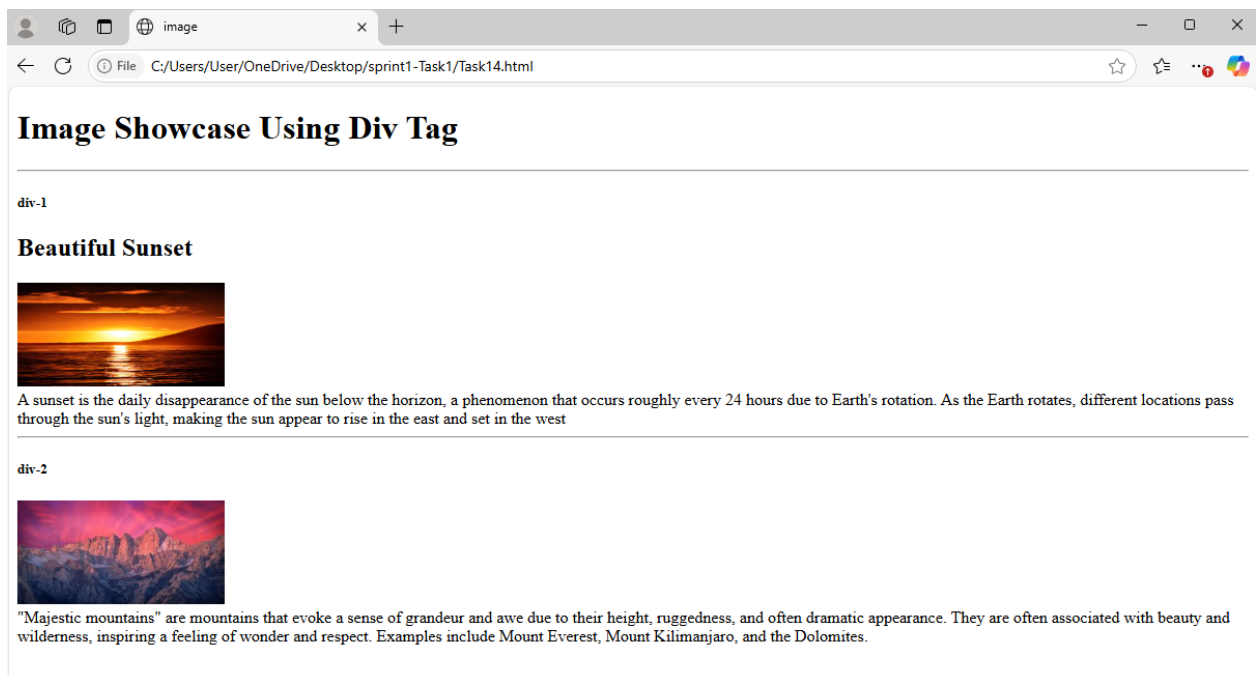 image
File C:/Users/User/OneDrive/Desktop/sprint1-Task1/Task14.html
1
Image Showcase Using Div Tag
div-1
Beautiful Sunset
A sunset is the daily disappearance of the sun below the horizon, a phenomenon that occurs roughly every 24 hours due to Earth's rotation. As the Earth rotates, different locations pass
through the sun's light, making the sun appear to rise in the east and set in the west
div-2
"Majestic mountains" are mountains that evoke a sense of grandeur and awe due to their height, ruggedness, and often dramatic appearance. They are often associated with beauty and
wilderness, inspiring a feeling of wonder and respect. Examples include Mount Everest, Mount Kilimanjaro, and the Dolomites.